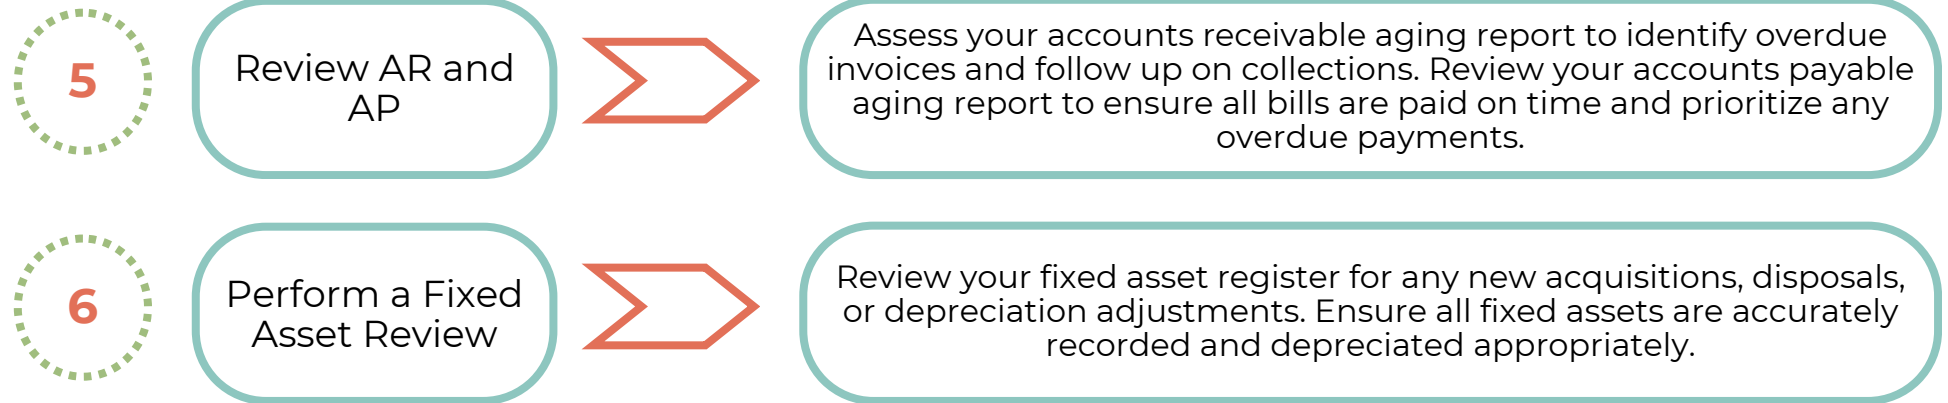 5
Review AR and
AP
Assess your accounts receivable aging report to identify overdue
invoices and follow up on collections. Review your accounts payable
aging report to ensure all bills are paid on time and prioritize any
overdue payments.
6
Perform a Fixed
Asset Review
Review your fixed asset register for any new acquisitions, disposals,
or depreciation adjustments. Ensure all fixed assets are accurately
recorded and depreciated appropriately.